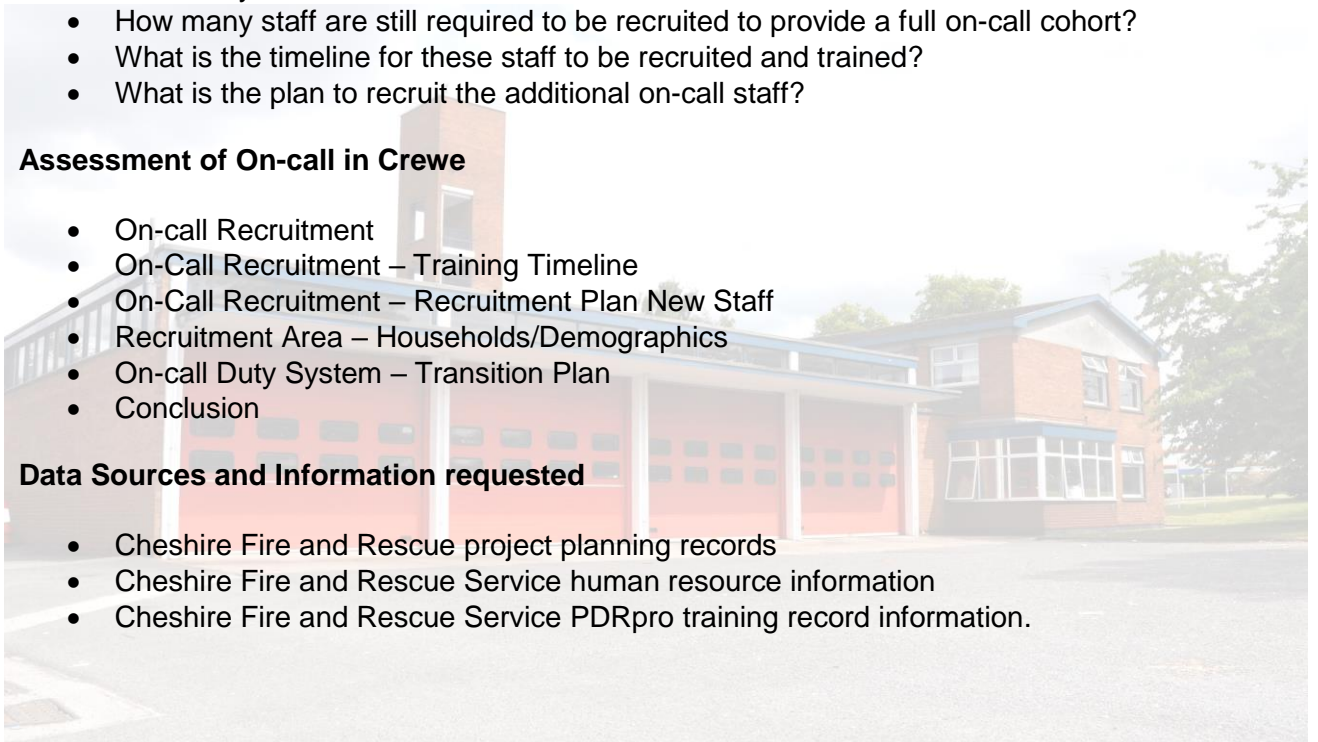 • How many staff are still required to be recruited to provide a full on-call cohort?
• What is the timeline for these staff to be recruited and trained?
• What is the plan to recruit the additional on-call staff?
Assessment of On-call in Crewe
• On-call Recruitment
• On-Call Recruitment – Training Timeline
• On-Call Recruitment – Recruitment Plan New Staff
• Recruitment Area – Households/Demographics
• On-call Duty System – Transition Plan
• Conclusion
Data Sources and Information requested
• Cheshire Fire and Rescue project planning records
• Cheshire Fire and Rescue Service human resource information
• Cheshire Fire and Rescue Service PDRpro training record information.